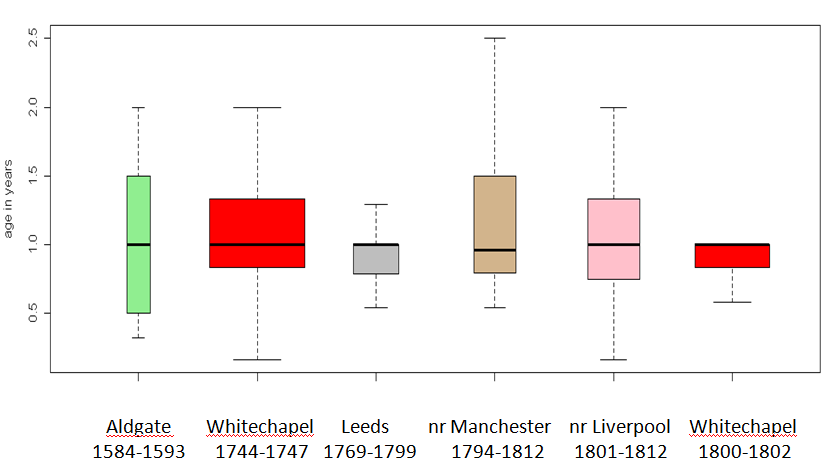 2.5
2.0
1.5
1.0
0.5
age in years
Aldgate Whitechapel Leeds nr Manchester nr Liverpool Whitechapel
1584-1593 1744-1747 1769-1799 1794-1812 1801-1812 1800-1802